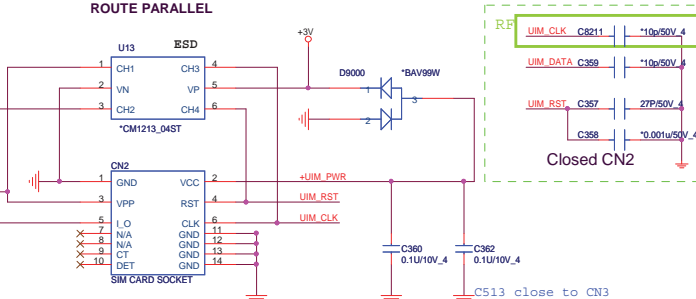 ROUTE PARALLEL
U13
ESD
1 CH1 CH3 4
2 VN VP 5
3 CH2 CH4 6
*CM1213_04ST
+3V
D9000
*BAV99W
1
3
2
CN2
1 GND VCC 2
3 VPP RST 4
5 I_O CLK 6
7 N/A GND 11
8 N/A GND 12
9 CT GND 13
10 DET GND 14
SIM CARD SOCKET
+UIM_PWR
UIM_RST
UIM_CLK
C360
0.1U/10V_4
C362
0.1U/10V_4
RF
UIM_CLK C8211 *10p/50V_4
UIM_DATA C359 *10p/50V_4
UIM_RST C357 27P/50V_4
C358 *0.001u/50V_4
Closed CN2
C513 close to CN3